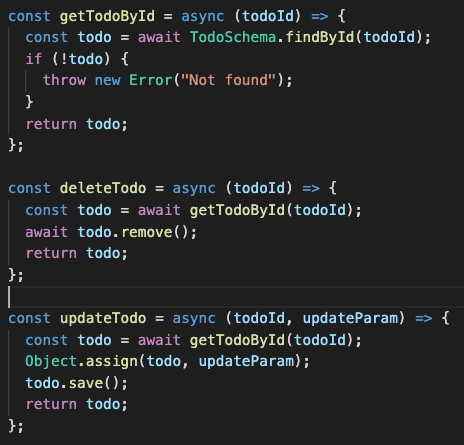 const getTodoById = async (todoId) => {
  const todo = await TodoSchema.findById(todoId);
  if (!todo) {
    throw new Error("Not found");
  }
  return todo;
};

const deleteTodo = async (todoId) => {
  const todo = await getTodoById(todoId);
  await todo.remove();
  return todo;
};

const updateTodo = async (todoId, updateParam) => {
  const todo = await getTodoById(todoId);
  Object.assign(todo, updateParam);
  todo.save();
  return todo;
};